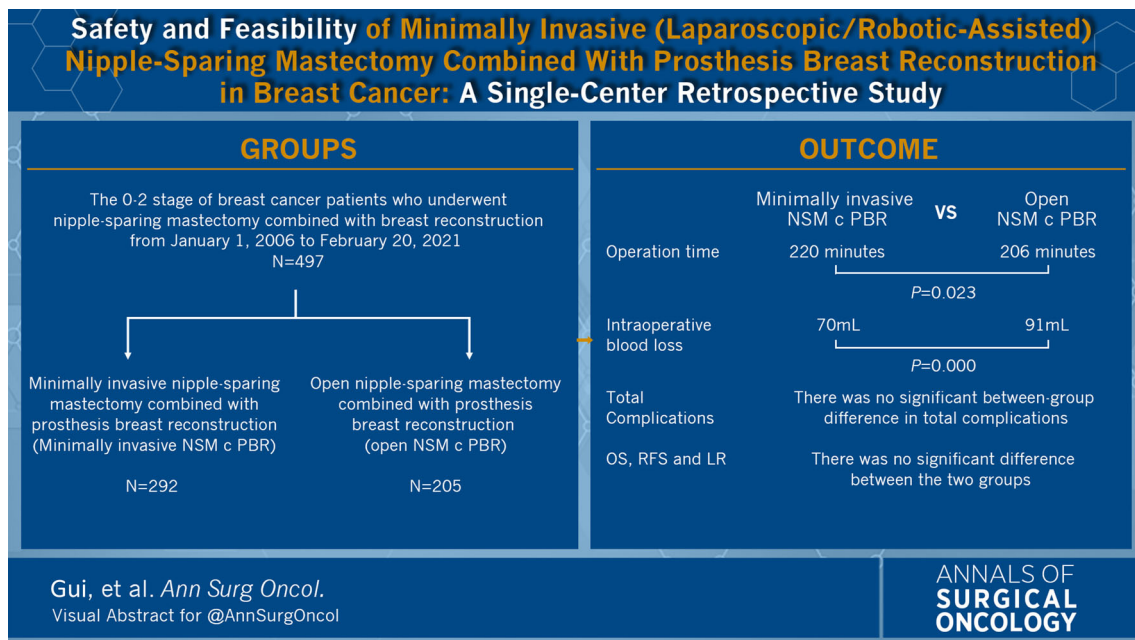 Safety and Feasibility of Minimally Invasive (Laparoscopic/Robotic-Assisted)
Nipple-Sparing Mastectomy Combined With Prosthesis Breast Reconstruction
in Breast Cancer: A Single-Center Retrospective Study
GROUPS
The 0-2 stage of breast cancer patients who underwent
nipple-sparing mastectomy combined with breast reconstruction
from January 1, 2006 to February 20, 2021
N=497
Minimally invasive nipple-sparing
mastectomy combined with
prosthesis breast reconstruction
(Minimally invasive NSM c PBR)
N=292
Open nipple-sparing mastectomy
combined with prosthesis
breast reconstruction
(open NSM c PBR)
N=205
OUTCOME
Minimally invasive
NSM c PBR
VS
Open
NSM c PBR
Operation time
220 minutes
206 minutes
P=0.023
Intraoperative
blood loss
70mL
91mL
P=0.000
Total
Complications
There was no significant between-group
difference in total complications
OS, RFS and LR
There was no significant difference
between the two groups
Gui, et al. Ann Surg Oncol.
Visual Abstract for @AnnSurgOncol
ANNALS OF
SURGICAL
ONCOLOGY